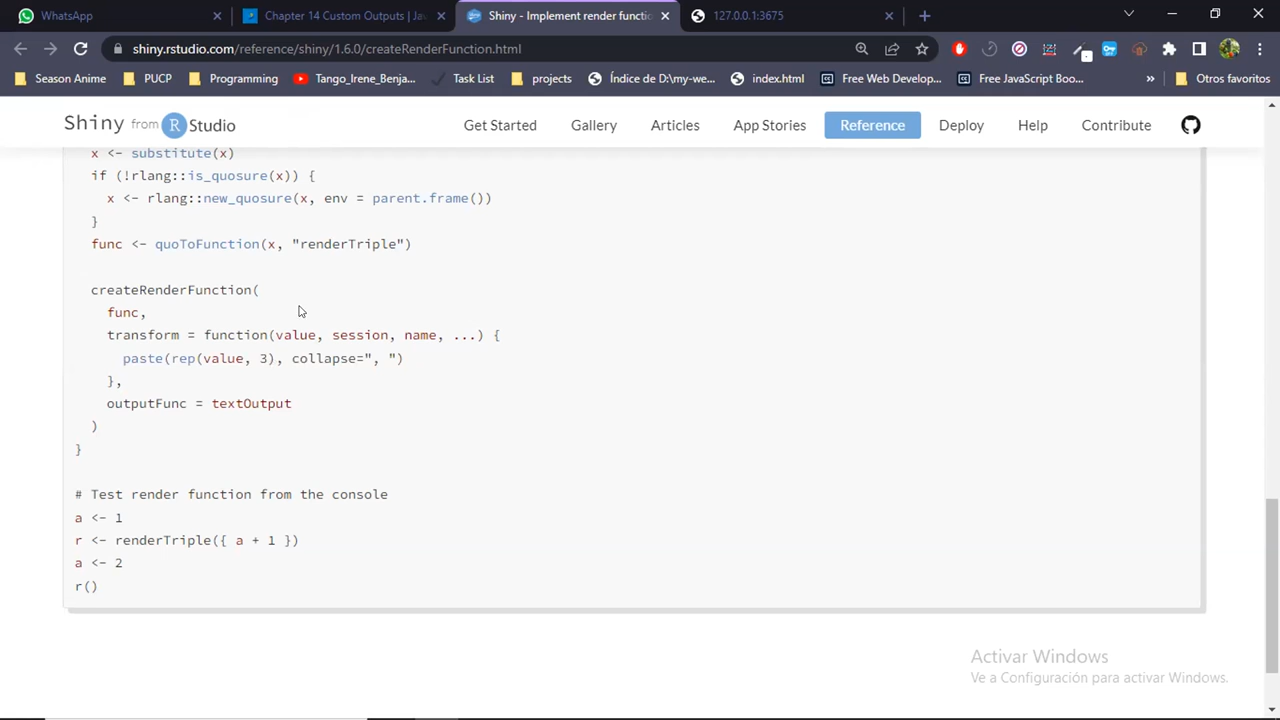 WhatsApp
Chapter 14 Custom Outputs | Ja
Shiny - Implement render functi
127.0.0.1:3675
shiny.rstudio.com/reference/shiny/1.6.0/createRenderFunction.html
Season Anime
PUCP
Programming
Tango_Irene_Benja...
Task List
projects
Índice de D:\my-we...
index.html
Free Web Develop...
Free JavaScript Boo...
»
Otros favoritos
Shiny from R Studio
Get Started
Gallery
Articles
App Stories
Reference
Deploy
Help
Contribute
x <- substitute(x)
if (!rlang::is_quosure(x)) {
x <- rlang::new_quosure(x, env = parent.frame())
}
func <- quoToFunction(x, "renderTriple")
createRenderFunction(
func,
transform = function(value, session, name, ...) {
paste(rep(value, 3), collapse=", ")
},
outputFunc = textOutput
)
}
# Test render function from the console
a <- 1
r <- renderTriple({ a + 1 })
a <- 2
r()
Activar Windows
Ve a Configuración para activar Windows.